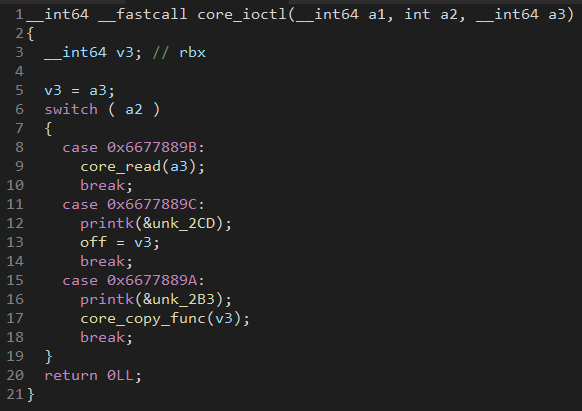 1 __int64 __fastcall core_ioctl(__int64 a1, int a2, __int64 a3)
2 {
3   __int64 v3; // rbx
4
5   v3 = a3;
6   switch ( a2 )
7   {
8     case 0x6677889B:
9       core_read(a3);
10       break;
11     case 0x6677889C:
12       printk(&unk_2CD);
13       off = v3;
14       break;
15     case 0x6677889A:
16       printk(&unk_2B3);
17       core_copy_func(v3);
18       break;
19   }
20   return 0LL;
21 }